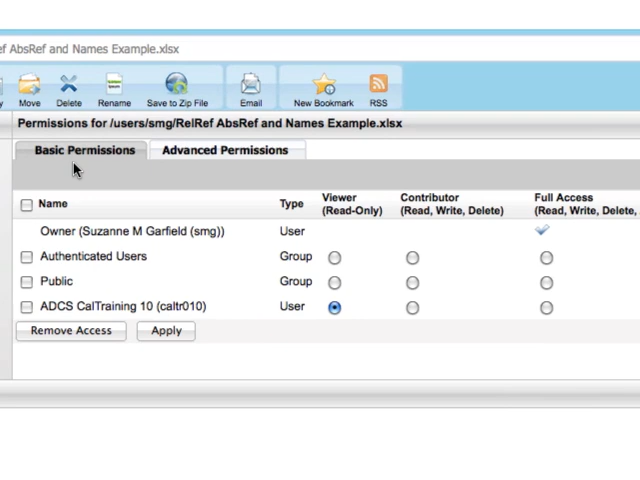 ef AbsRef and Names Example.xlsx
y Move Delete Rename Save to Zip File Email New Bookmark RSS
Permissions for /users/smg/RelRef AbsRef and Names Example.xlsx
Basic Permissions Advanced Permissions
Name Type Viewer (Read-Only) Contributor (Read, Write, Delete) Full Access (Read, Write, Delete,
Owner (Suzanne M Garfield (smg)) User
Authenticated Users Group
Public Group
ADCS CalTraining 10 (caltr010) User
Remove Access Apply